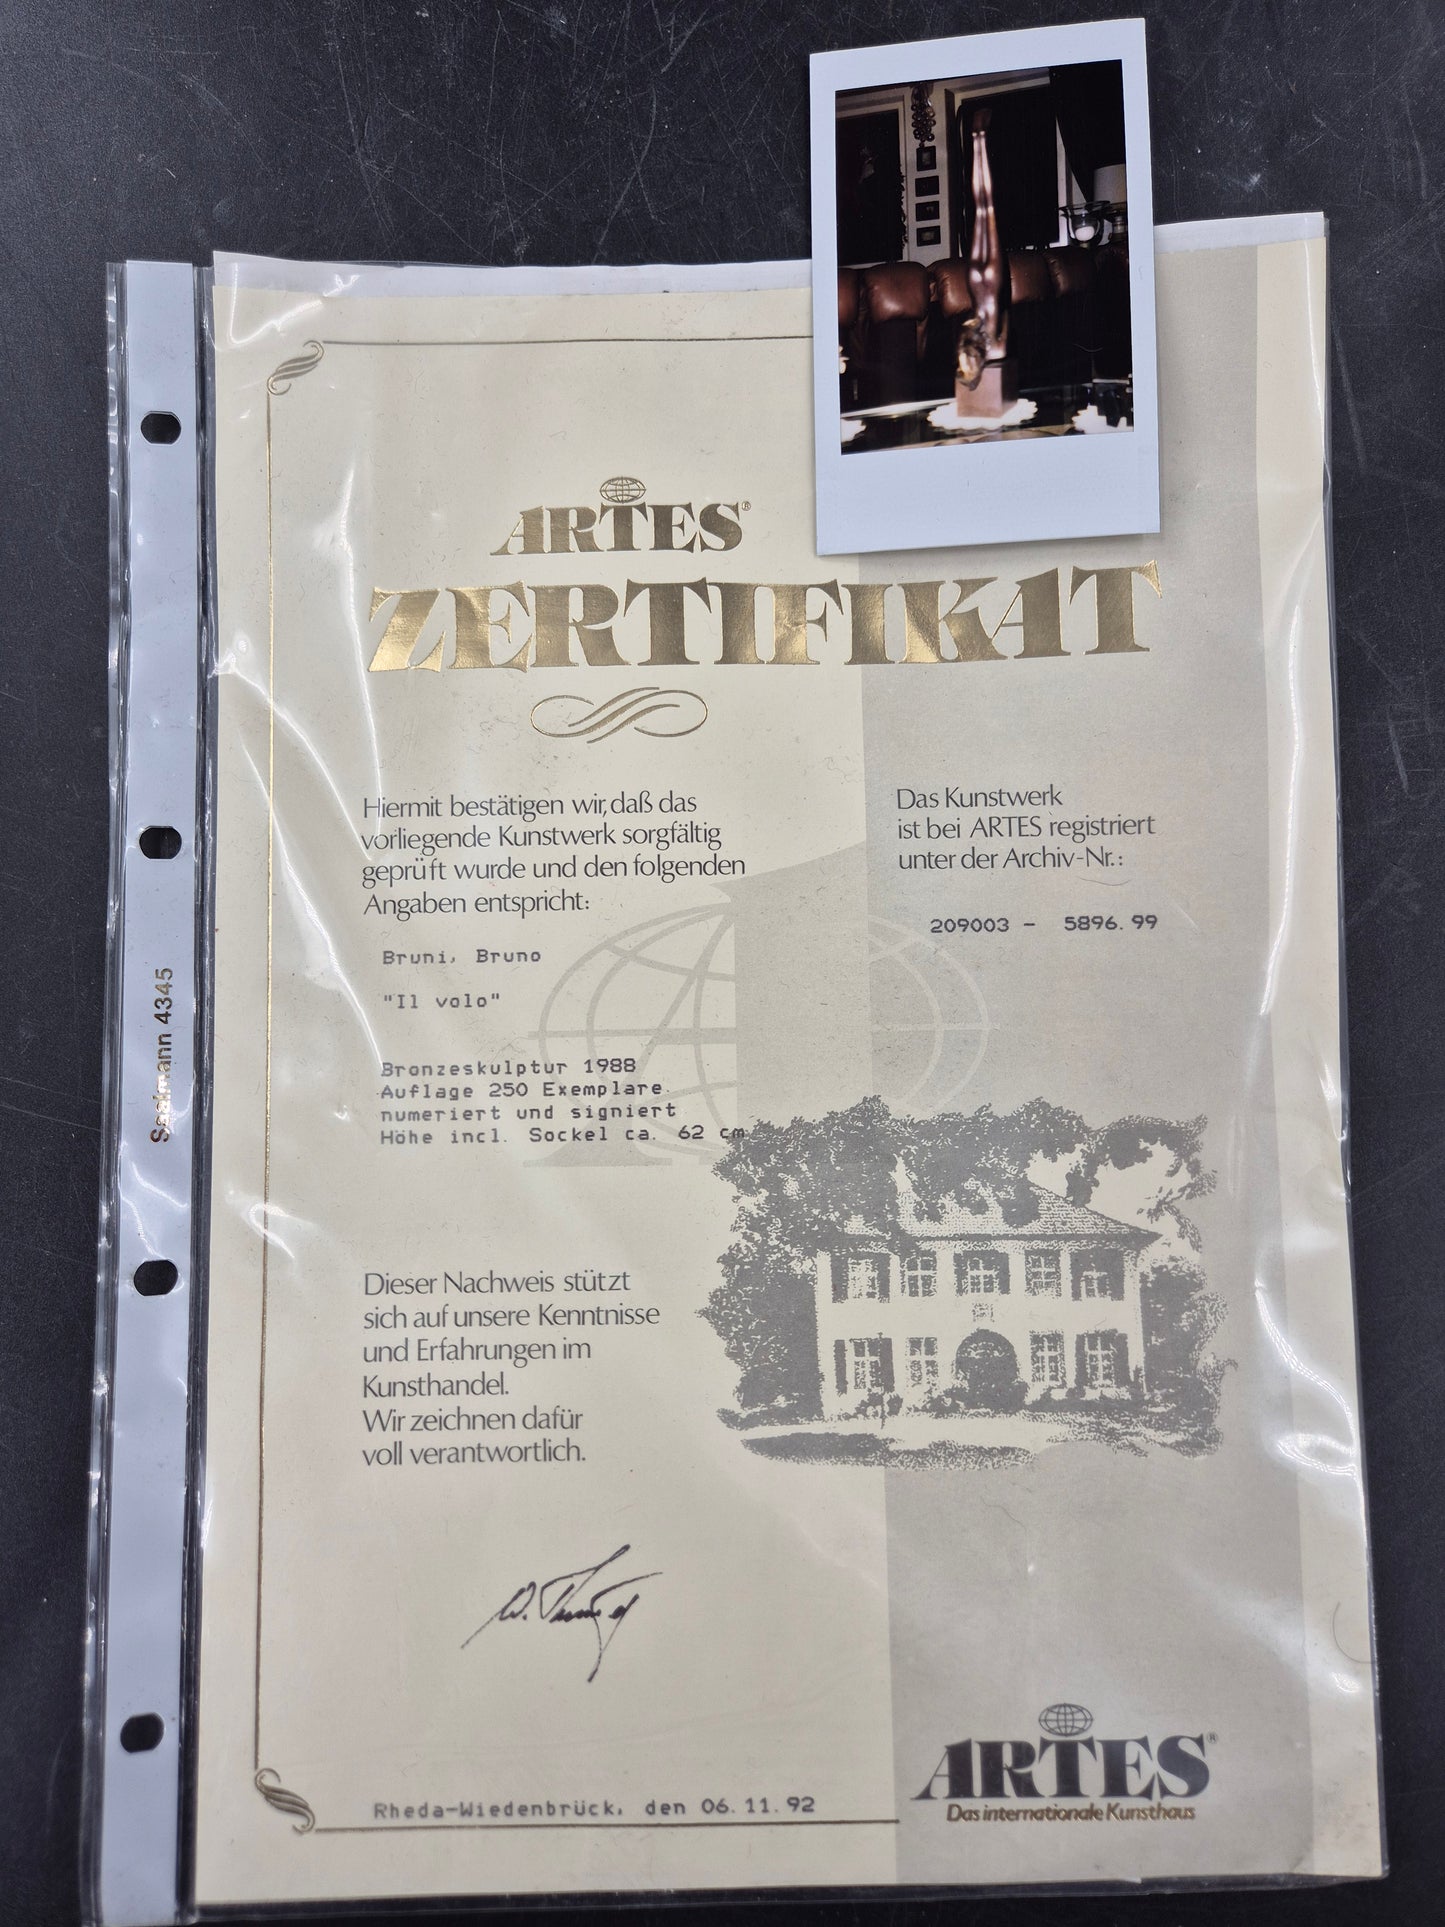 ARTES®
ZERTIFIKAT
Hiermit bestätigen wir, daß das
vorliegende Kunstwerk sorgfältig
geprüft wurde und den folgenden
Angaben entspricht:
Bruni, Bruno
"Il volo"
Bronzeskulptur 1988
Auflage 250 Exemplare
numeriert und signiert
Höhe incl. Sockel ca. 62 cm
Das Kunstwerk
ist bei ARTES registriert
unter der Archiv-Nr.:
209003 - 5896.99
Dieser Nachweis stützt
sich auf unsere Kenntnisse
und Erfahrungen im
Kunsthandel.
Wir zeichnen dafür
voll verantwortlich.
Rheda-Wiedenbrück, den 06.11.92
ARTES®
Das internationale Kunsthaus
Saalmann 4345